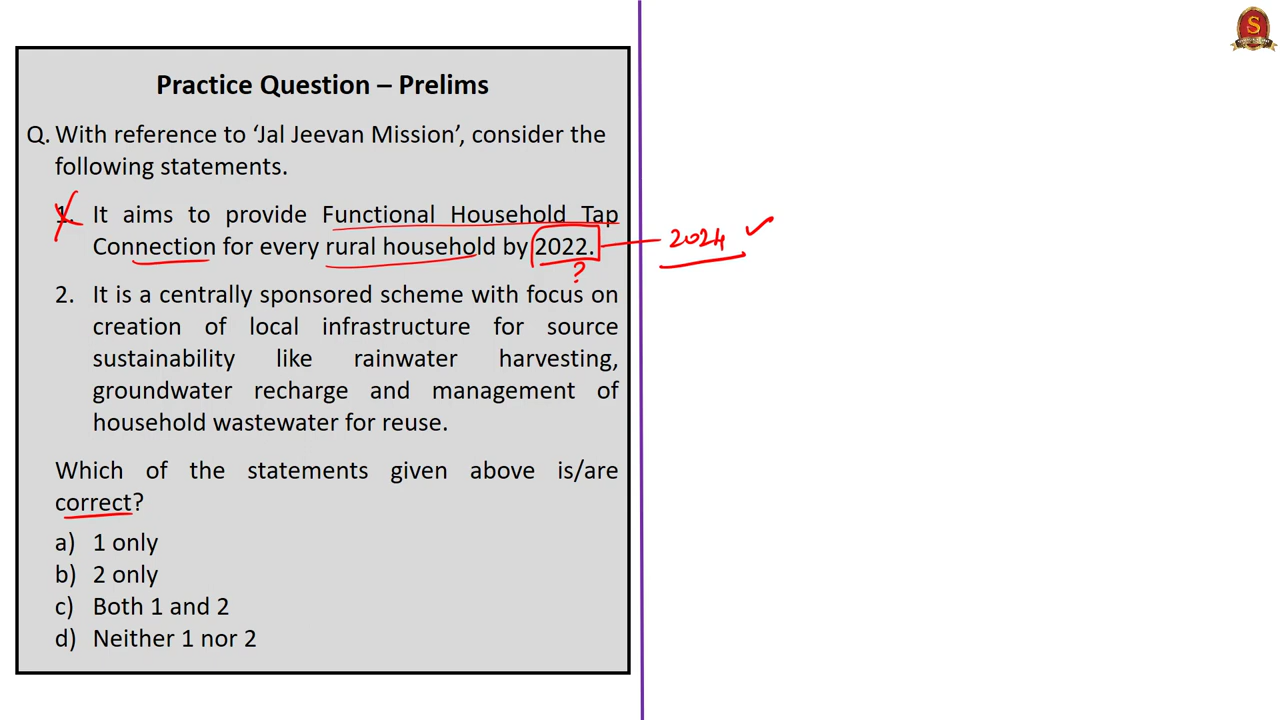 Practice Question – Prelims
Q. With reference to ‘Jal Jeevan Mission’, consider the
following statements.
1. It aims to provide Functional Household Tap
Connection for every rural household by 2022. 2024 ✓
?
2. It is a centrally sponsored scheme with focus on
creation of local infrastructure for source
sustainability like rainwater harvesting,
groundwater recharge and management of
household wastewater for reuse.
Which of the statements given above is/are
correct?
a) 1 only
b) 2 only
c) Both 1 and 2
d) Neither 1 nor 2
S